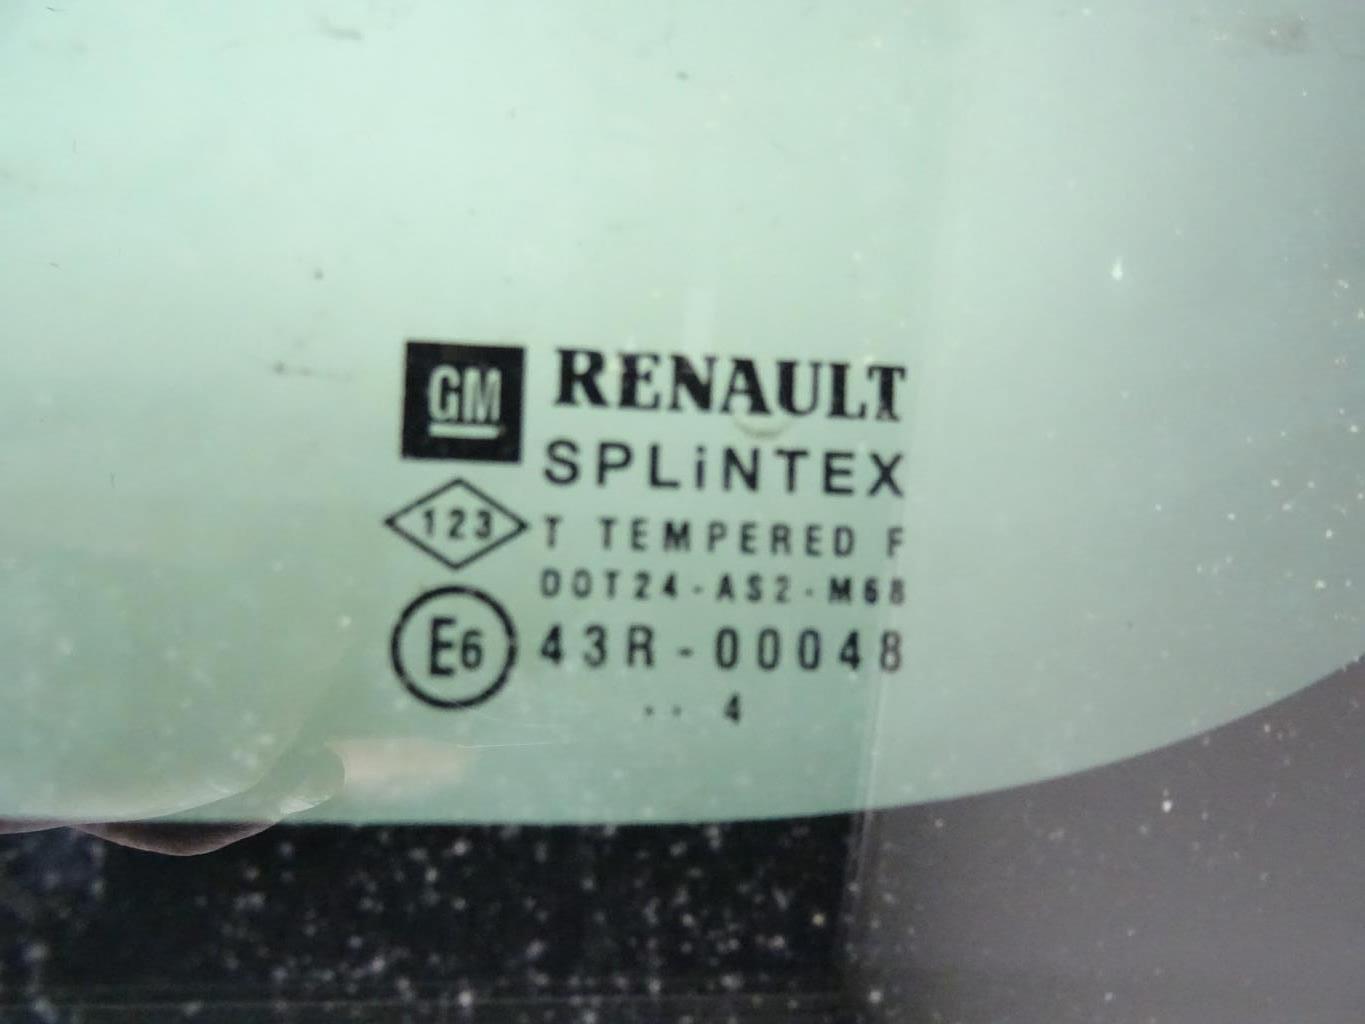 GM RENAULT
SPLiNTEX
123 T TEMPERED F
DOT24-AS2-M68
E6 43R-00048
.. 4